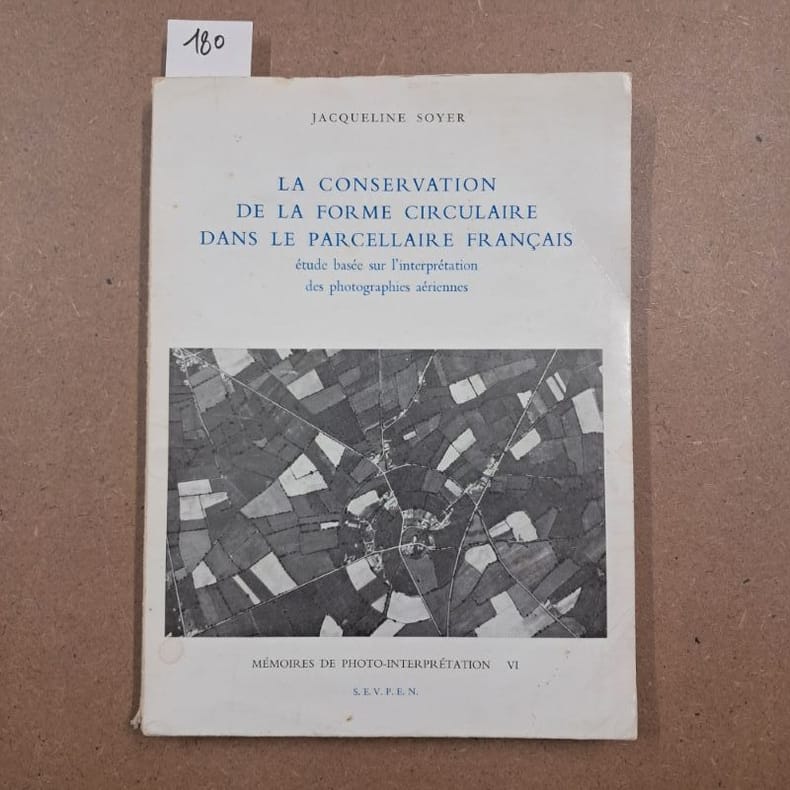 180
JACQUELINE SOYER
LA CONSERVATION
DE LA FORME CIRCULAIRE
DANS LE PARCELLAIRE FRANÇAIS
étude basée sur l'interprétation
des photographies aériennes
MÉMOIRES DE PHOTO-INTERPRÉTATION VI
S. E. V. P. E. N.